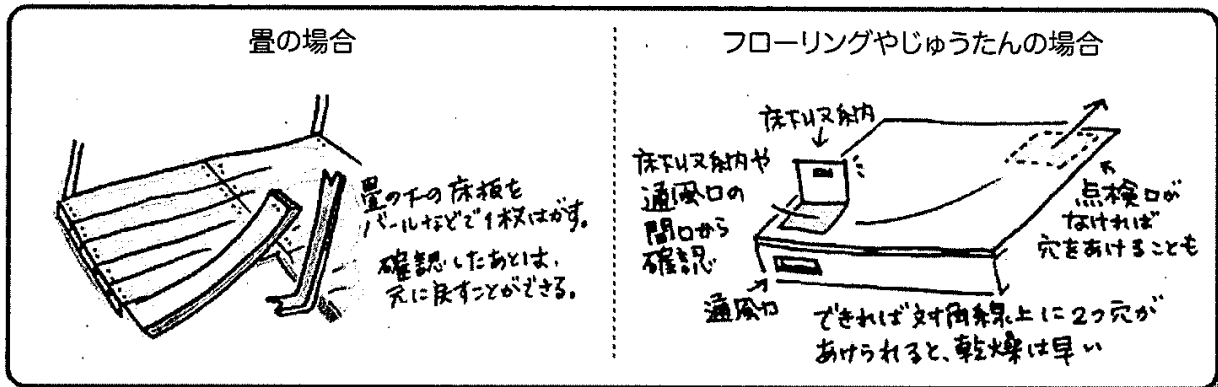 畳の場合
畳の下の床板を
バールなどで1枚はがす。
確認したあとは、
元に戻すことができる。
フローリングやじゅうたんの場合
床下収納
床下収納や
通風口の
開口から
確認
通風口
点検口が
なければ
穴をあけることも
できれば対角線上に2つ穴が
あけられると、乾燥は早い